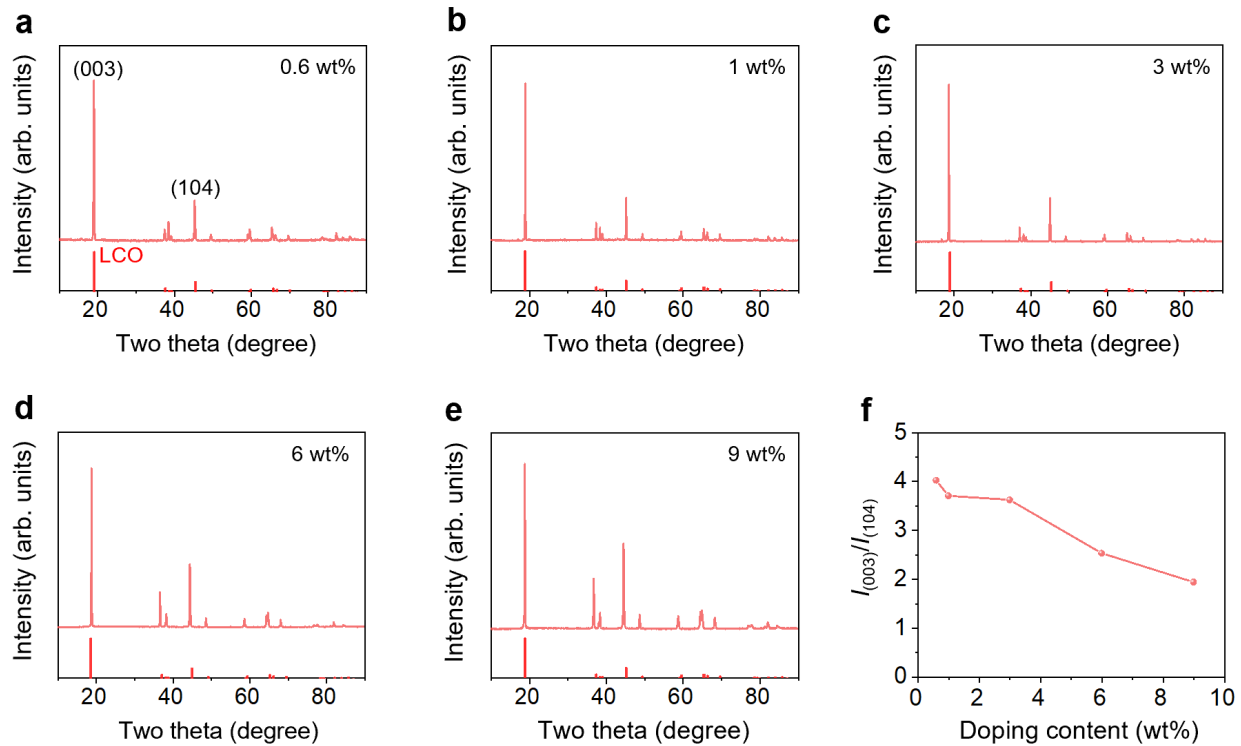 a
(003)
0.6 wt%
(104)
LCO
Intensity (arb. units)
20 40 60 80
Two theta (degree)
b
1 wt%
Intensity (arb. units)
20 40 60 80
Two theta (degree)
c
3 wt%
Intensity (arb. units)
20 40 60 80
Two theta (degree)
d
6 wt%
Intensity (arb. units)
20 40 60 80
Two theta (degree)
e
9 wt%
Intensity (arb. units)
20 40 60 80
Two theta (degree)
f
5
4
3
2
1
0
I(003)/I(104)
0 2 4 6 8 10
Doping content (wt%)